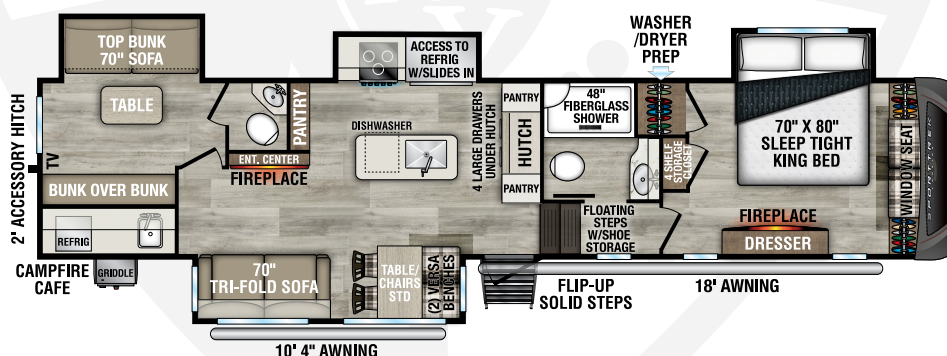 TOP BUNK
70" SOFA
TABLE
TV
BUNK OVER BUNK
2" ACCESSORY HITCH
REFRIG
CAMPFIRE
CAFE
GRIDDLE
PANTRY
ENT. CENTER
FIREPLACE
70"
TRI-FOLD SOFA
10' 4" AWNING
ACCESS TO
REFRIG
W/SLIDES IN
DISHWASHER
4 LARGE DRAWERS
UNDER HUTCH
PANTRY
HUTCH
PANTRY
TABLE/
CHAIRS
STD
(2) VERSA
BENCHES
WASHER
/DRYER
PREP
48"
FIBERGLASS
SHOWER
4 SHELF
STORAGE
CLOSET
FLOATING
STEPS
W/SHOE
STORAGE
FLIP-UP
SOLID STEPS
18' AWNING
70" X 80"
SLEEP TIGHT
KING BED
FIREPLACE
DRESSER
WINDOW SEAT
SPORTTREK